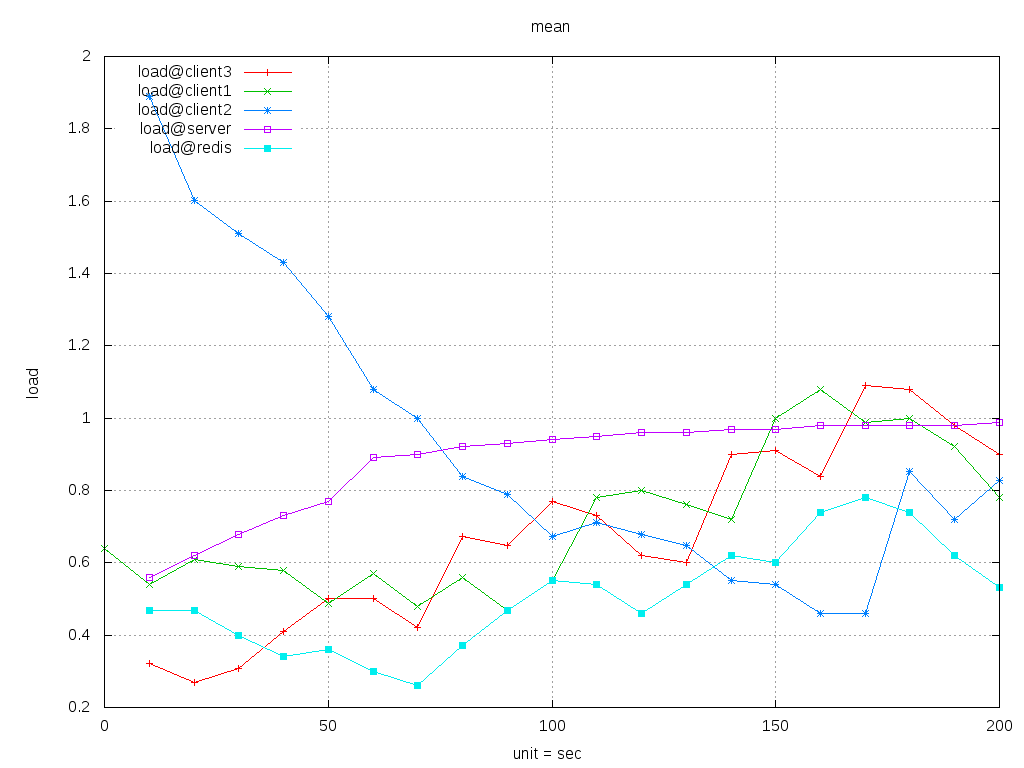 mean
2
load@client3
load@client1
load@client2
load@server
load@redis
1.8
1.6
1.4
1.2
load
1
0.8
0.6
0.4
0.2
0 50 100 150 200
unit = sec